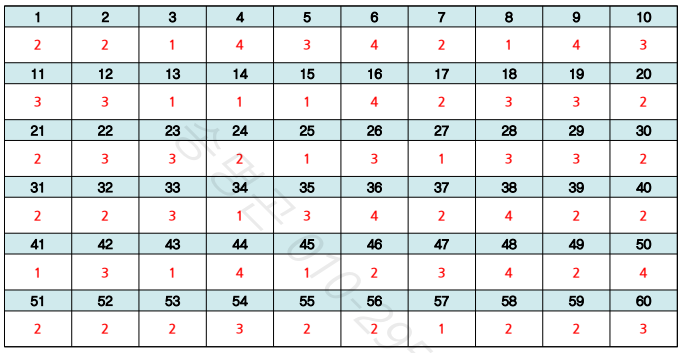 1 2 3 4 5 6 7 8 9 10
2 2 1 4 3 4 2 1 4 3
11 12 13 14 15 16 17 18 19 20
3 3 1 1 1 4 2 3 3 2
21 22 23 24 25 26 27 28 29 30
2 3 3 2 1 3 1 3 3 2
31 32 33 34 35 36 37 38 39 40
2 2 3 1 3 4 2 4 2 2
41 42 43 44 45 46 47 48 49 50
1 3 1 4 1 2 3 4 2 4
51 52 53 54 55 56 57 58 59 60
2 2 2 3 2 2 1 2 2 3